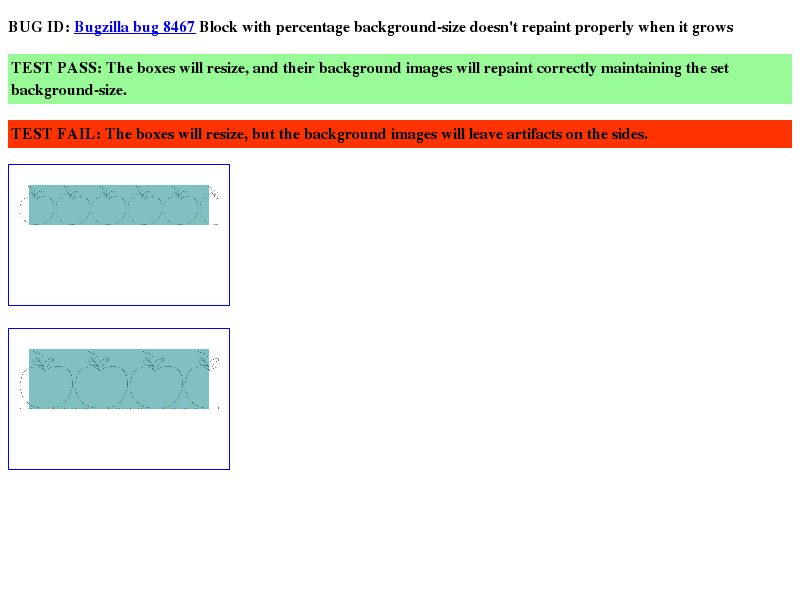 BUG ID: Bugzilla bug 8467 Block with percentage background-size doesn't repaint properly when it grows
TEST PASS: The boxes will resize, and their background images will repaint correctly maintaining the set
background-size.
TEST FAIL: The boxes will resize, but the background images will leave artifacts on the sides.